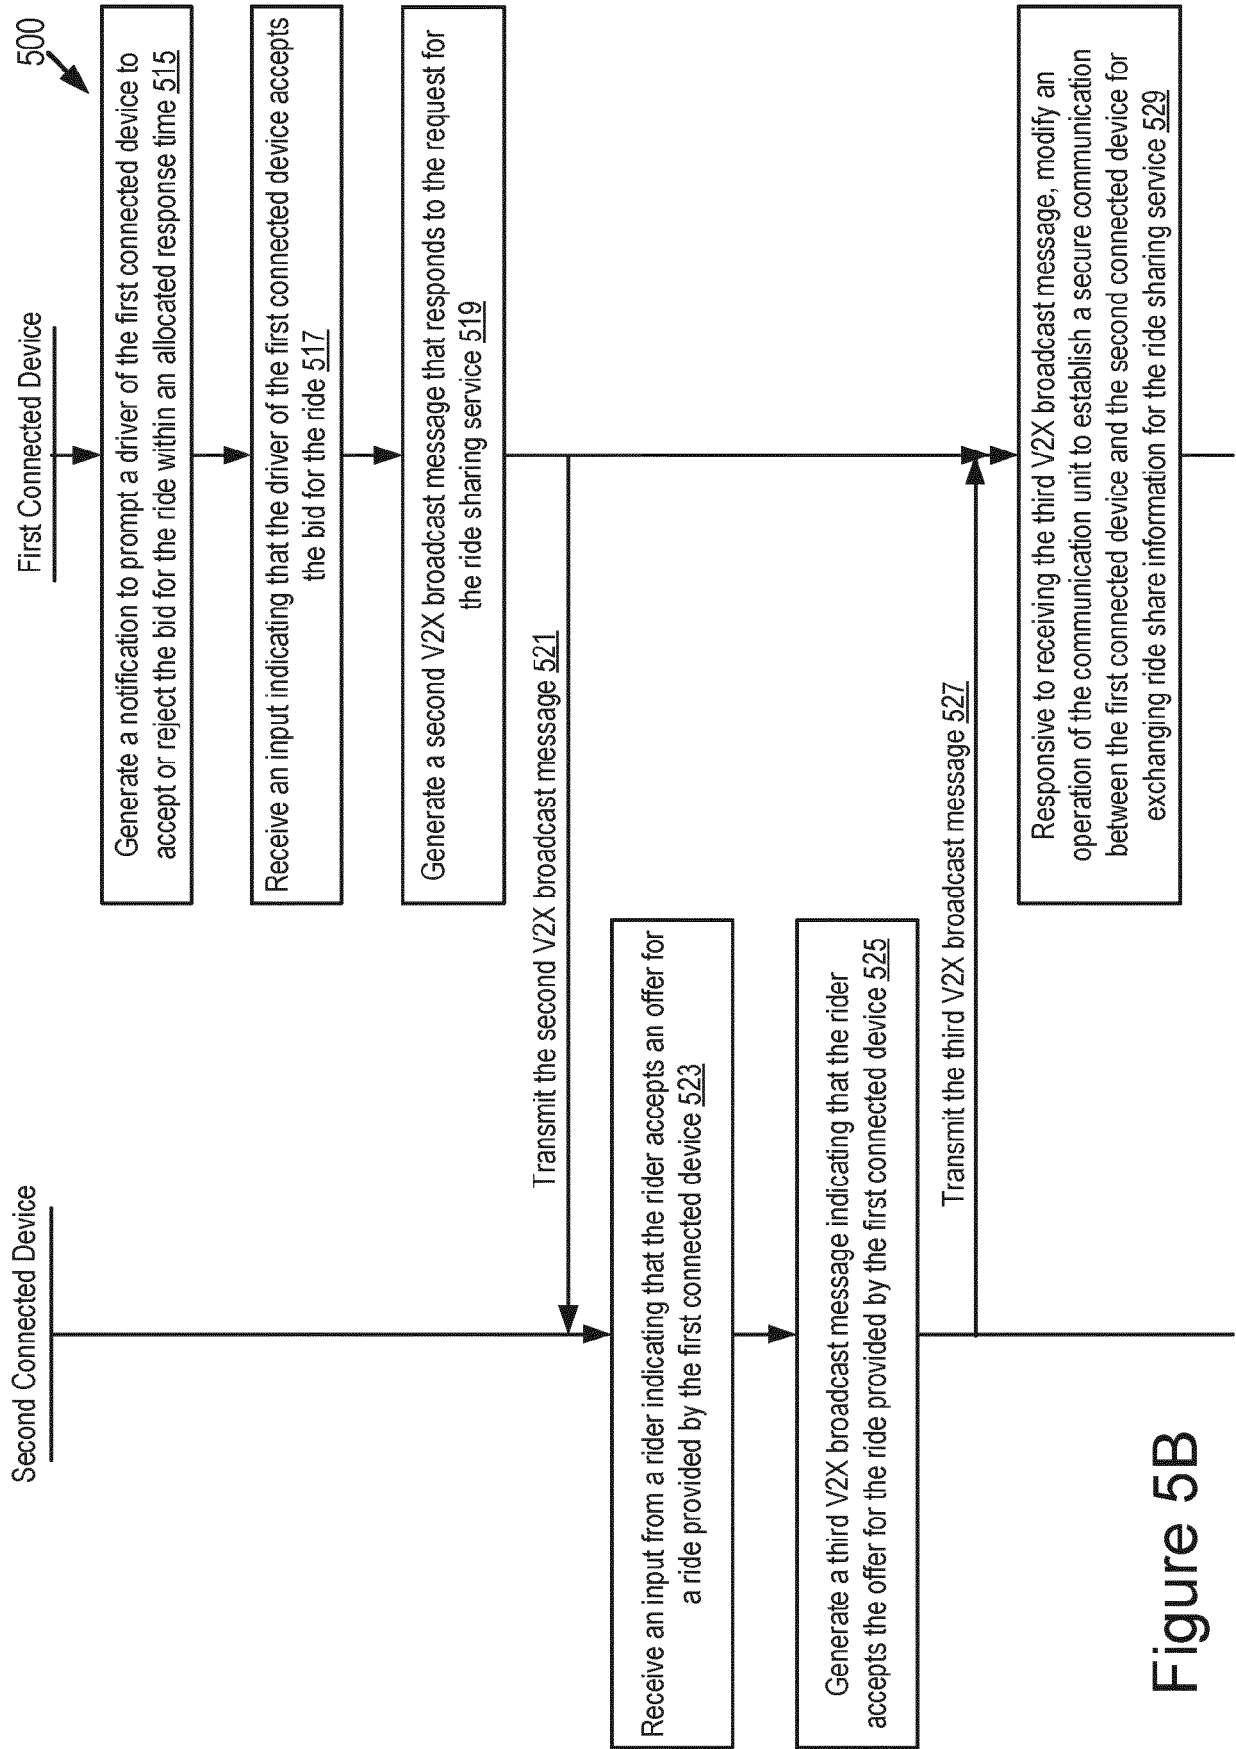 500
Second Connected Device
First Connected Device
Generate a notification to prompt a driver of the first connected device to
accept or reject the bid for the ride within an allocated response time 515
Receive an input indicating that the driver of the first connected device accepts
the bid for the ride 517
Generate a second V2X broadcast message that responds to the request for
the ride sharing service 519
Transmit the second V2X broadcast message 521
Receive an input from a rider indicating that the rider accepts an offer for
a ride provided by the first connected device 523
Generate a third V2X broadcast message indicating that the rider
accepts the offer for the ride provided by the first connected device 525
Transmit the third V2X broadcast message 527
Responsive to receiving the third V2X broadcast message, modify an
operation of the communication unit to establish a secure communication
between the first connected device and the second connected device for
exchanging ride share information for the ride sharing service 529
Figure 5B